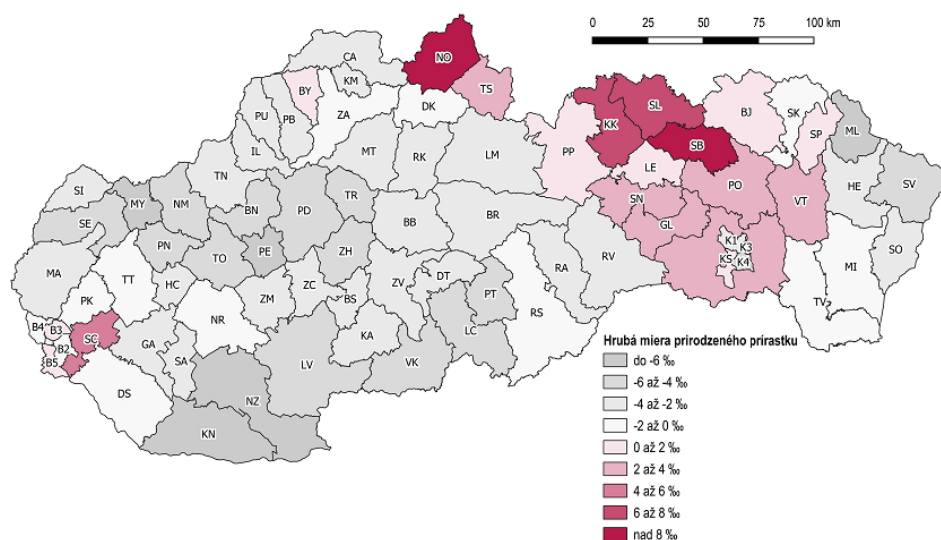 0 25 50 75 100 km
CA
NO
KM
TS
BY
DK
ZA
PU
PB
SL
KK
BJ
SK
SP
ML
SB
IL
MT
RK
LM
PP
LE
TN
PO
HE
SV
SI
MY
NM
TR
SN
VT
BN
PD
BB
BR
GL
SE
PN
PE
ZH
K1
K3
SO
TO
KS
K4
MA
TT
HC
ZC
ZV
DT
RA
RV
MI
PK
ZM
BS
PT
TV
NR
RS
B4
B3
SC
KA
LC
B2
GA
B5
SA
LV
VK
DS
NZ
KN
Hrubá miera prirodzeného prírastku
do -6 ‰
-6 až -4 ‰
-4 až -2 ‰
-2 až 0 ‰
0 až 2 ‰
2 až 4 ‰
4 až 6 ‰
6 až 8 ‰
nad 8 ‰